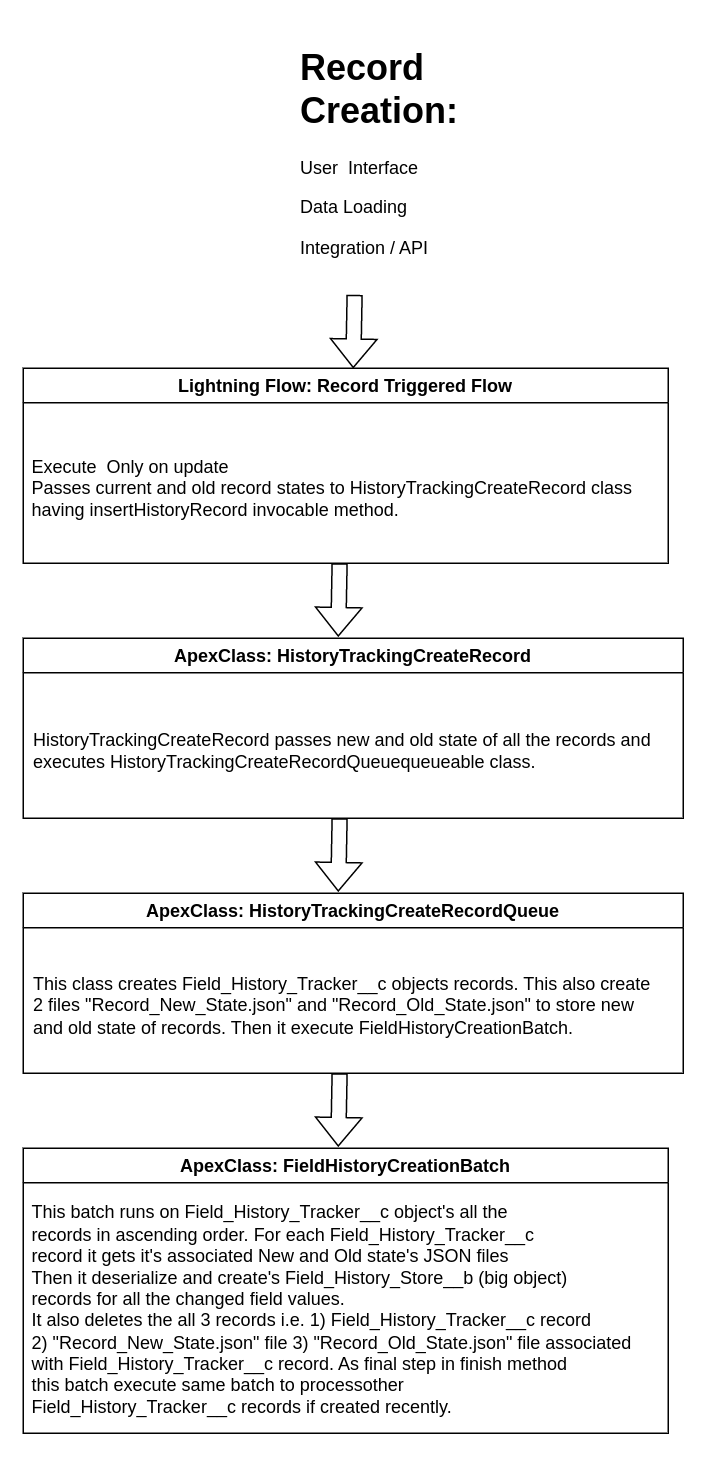 Record
Creation:
User  Interface
Data Loading
Integration / API
Lightning Flow: Record Triggered Flow
Execute  Only on update
Passes current and old record states to HistoryTrackingCreateRecord class
having insertHistoryRecord invocable method.
ApexClass: HistoryTrackingCreateRecord
HistoryTrackingCreateRecord passes new and old state of all the records and
executes HistoryTrackingCreateRecordQueuequeueable class.
ApexClass: HistoryTrackingCreateRecordQueue
This class creates Field_History_Tracker__c objects records. This also create
2 files "Record_New_State.json" and "Record_Old_State.json" to store new
and old state of records. Then it execute FieldHistoryCreationBatch.
ApexClass: FieldHistoryCreationBatch
This batch runs on Field_History_Tracker__c object's all the
records in ascending order. For each Field_History_Tracker__c
record it gets it's associated New and Old state's JSON files
Then it deserialize and create's Field_History_Store__b (big object)
records for all the changed field values.
It also deletes the all 3 records i.e. 1) Field_History_Tracker__c record
2) "Record_New_State.json" file 3) "Record_Old_State.json" file associated
with Field_History_Tracker__c record. As final step in finish method
this batch execute same batch to processother
Field_History_Tracker__c records if created recently.